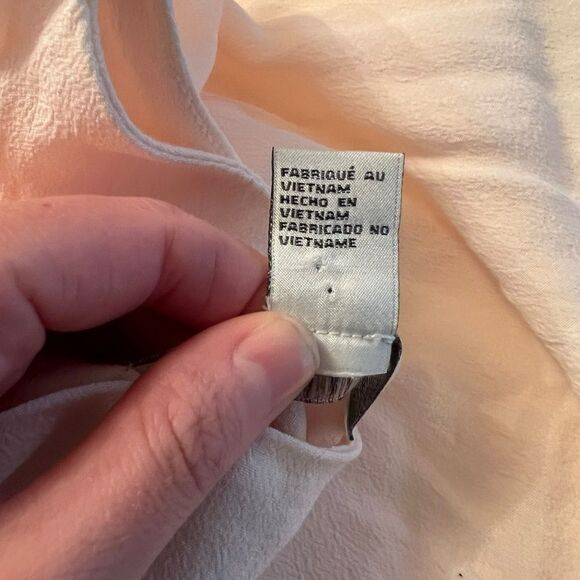 FABRIQUÉ AU
VIETNAM
HECHO EN
VIETNAM
FABRICADO NO
VIETNAME